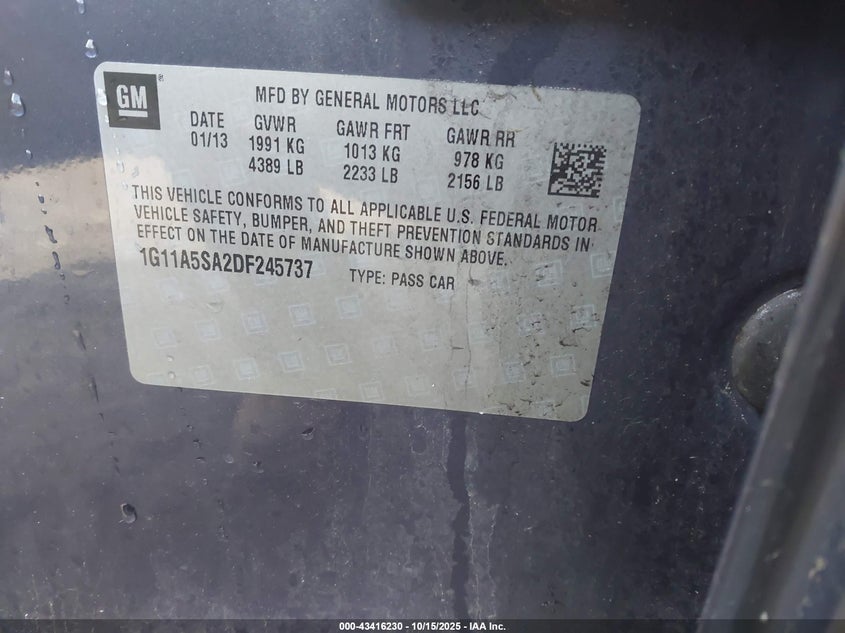 GM ®
MFD BY GENERAL MOTORS LLC
DATE GVWR GAWR FRT GAWR RR
01/13 1991 KG 1013 KG 978 KG
4389 LB 2233 LB 2156 LB
THIS VEHICLE CONFORMS TO ALL APPLICABLE U.S. FEDERAL MOTOR
VEHICLE SAFETY, BUMPER, AND THEFT PREVENTION STANDARDS IN
EFFECT ON THE DATE OF MANUFACTURE SHOWN ABOVE.
1G11A5SA2DF245737 TYPE: PASS CAR
000-43416230 - 10/15/2025 - IAA Inc.